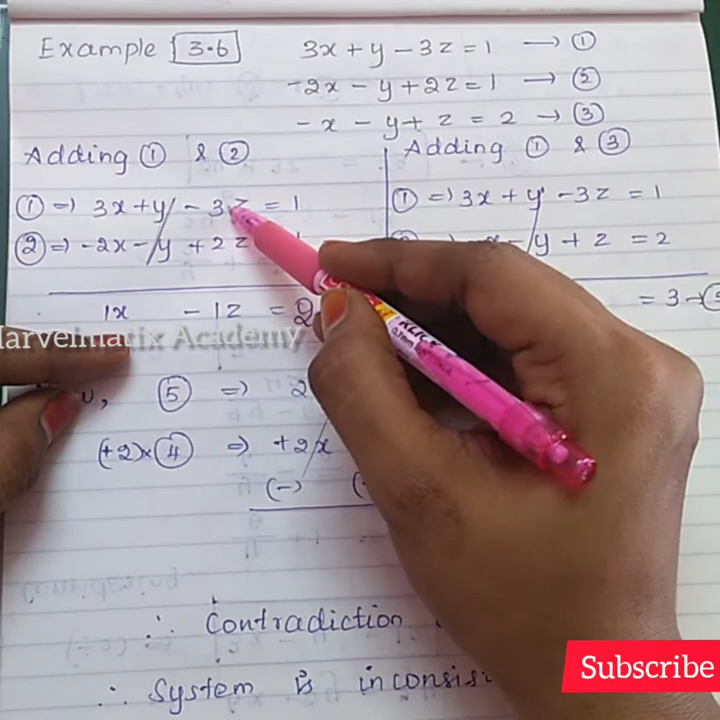 Example 3.6 3x + y - 3z = 1 → ①
-2x - y + 2z = 1 → ②
- x - y + z = 2 → ③
Adding ① & ②
① ⇒ 3x + y - 3z = 1
② ⇒ -2x - y + 2z
1x - 1z = 2
Adding ① & ③
① ⇒ 3x + y - 3z = 1
- y + z = 2
= 3 →
Marvelmatix Academy
⑤ ⇒ 2
(+2)×④ ⇒ +2x
(-)
∴ Contradiction
∴ System is
Subscribe